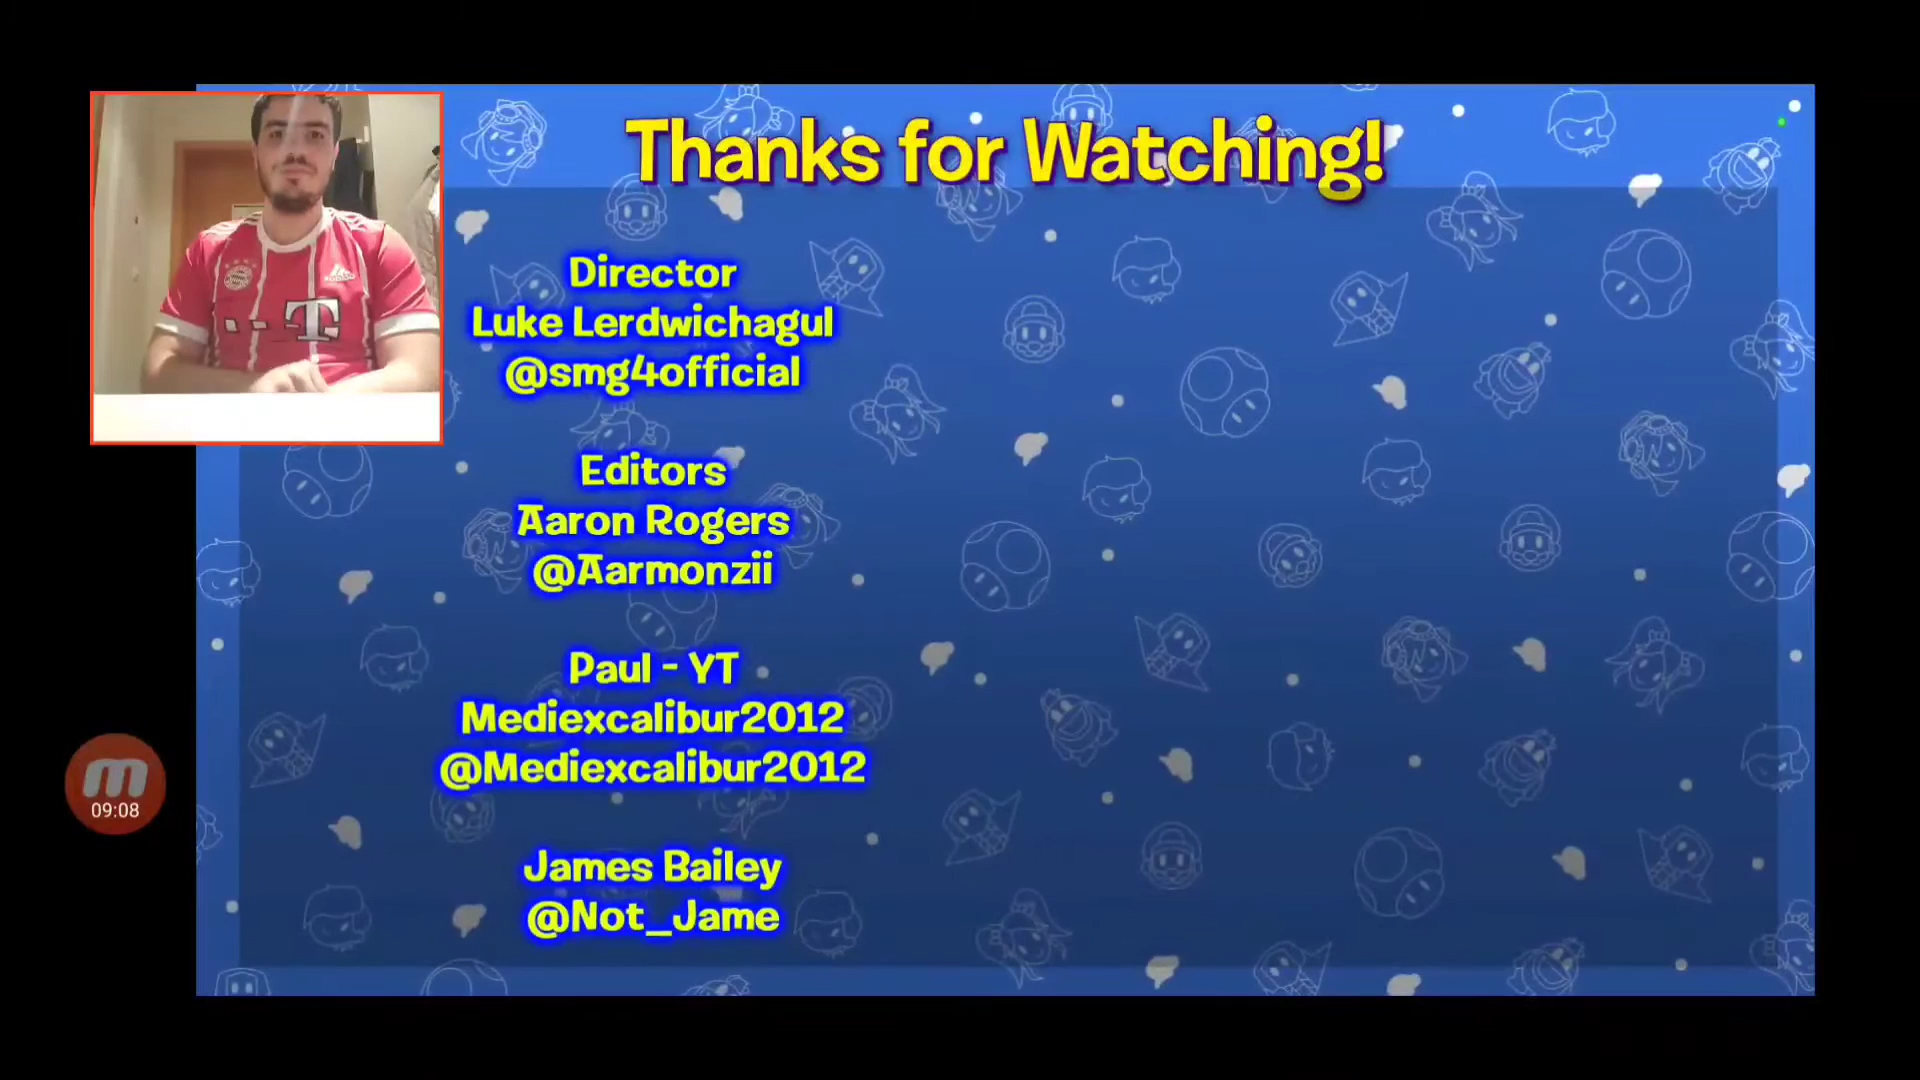 Thanks for Watching!
Director
Luke Lerdwichagul
@smg4official
Editors
Aaron Rogers
@Aarmonzii
Paul - YT
Mediexcalibur2012
@Mediexcalibur2012
James Bailey
@Not_Jame
T
09:08